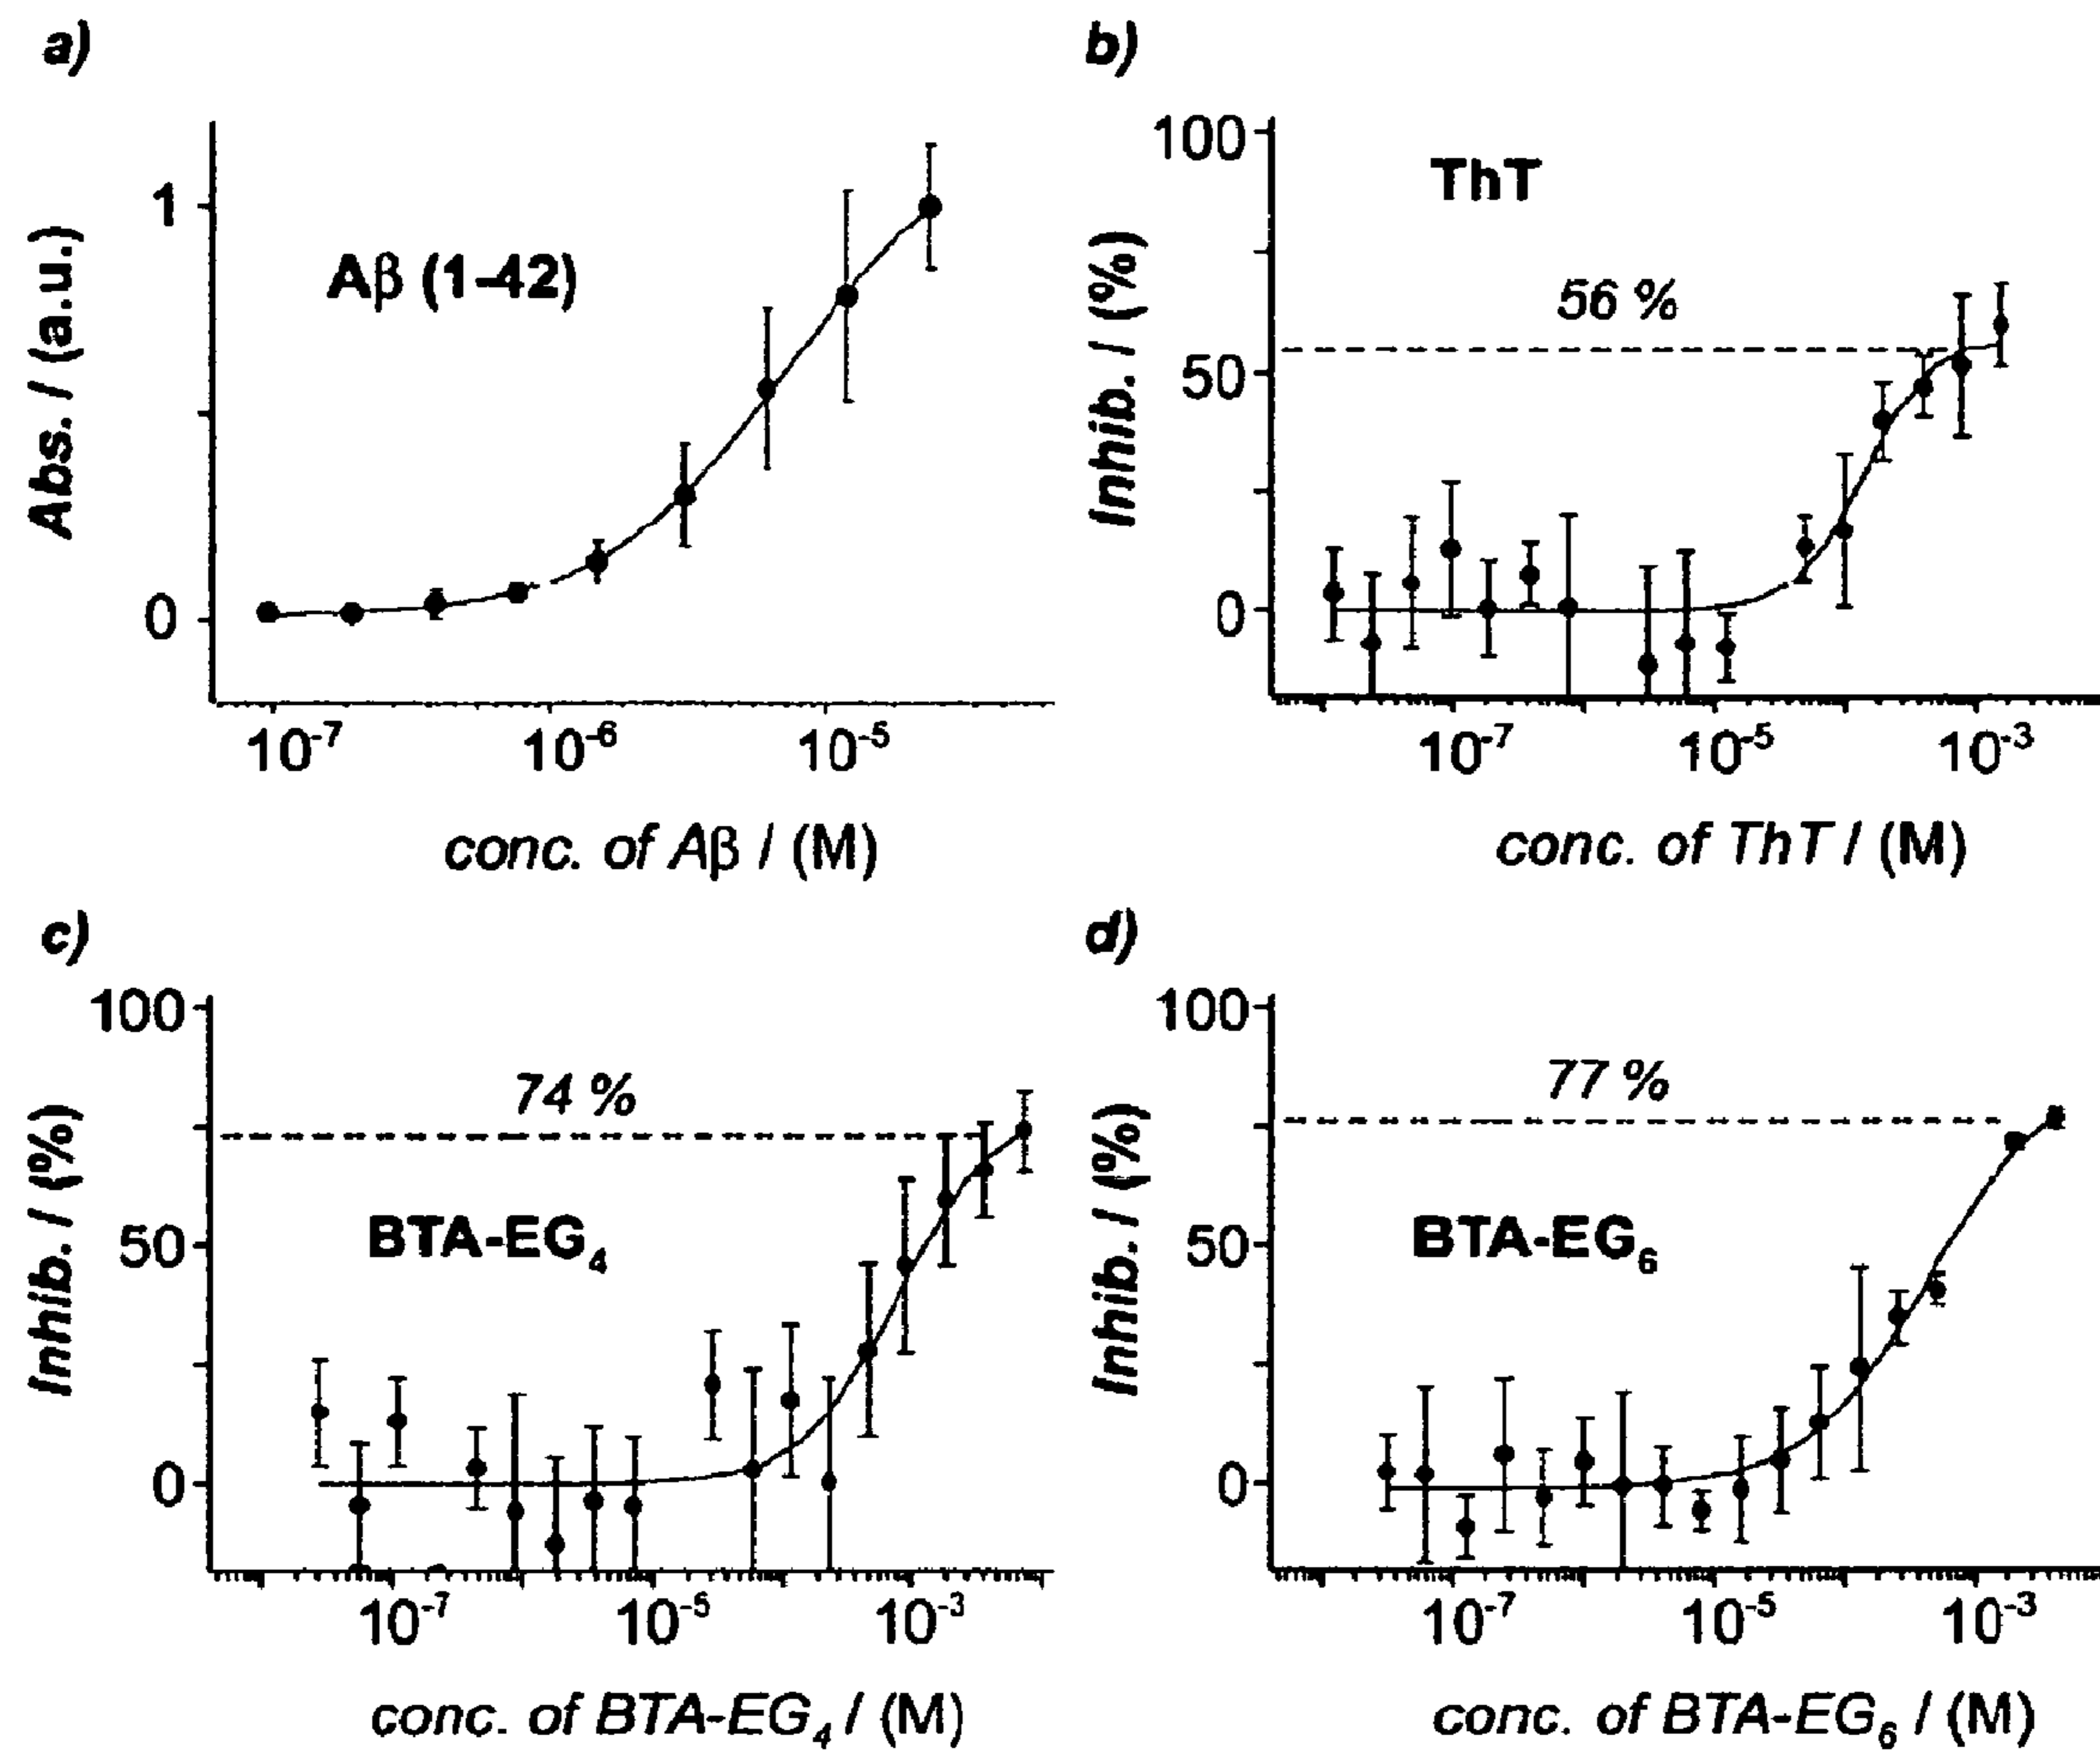 a)
1
0
Abs. / (a.u.)
Aβ (1-42)
10⁻⁷ 10⁻⁶ 10⁻⁵
conc. of Aβ / (M)
b)
100
50
0
Inhib. / (%)
ThT
56 %
10⁻⁷ 10⁻⁵ 10⁻³
conc. of ThT / (M)
c)
100
50
0
Inhib. / (%)
74 %
BTA-EG₄
10⁻⁷ 10⁻⁵ 10⁻³
conc. of BTA-EG₄ / (M)
d)
100
50
0
Inhib. / (%)
77 %
BTA-EG₆
10⁻⁷ 10⁻⁵ 10⁻³
conc. of BTA-EG₆ / (M)